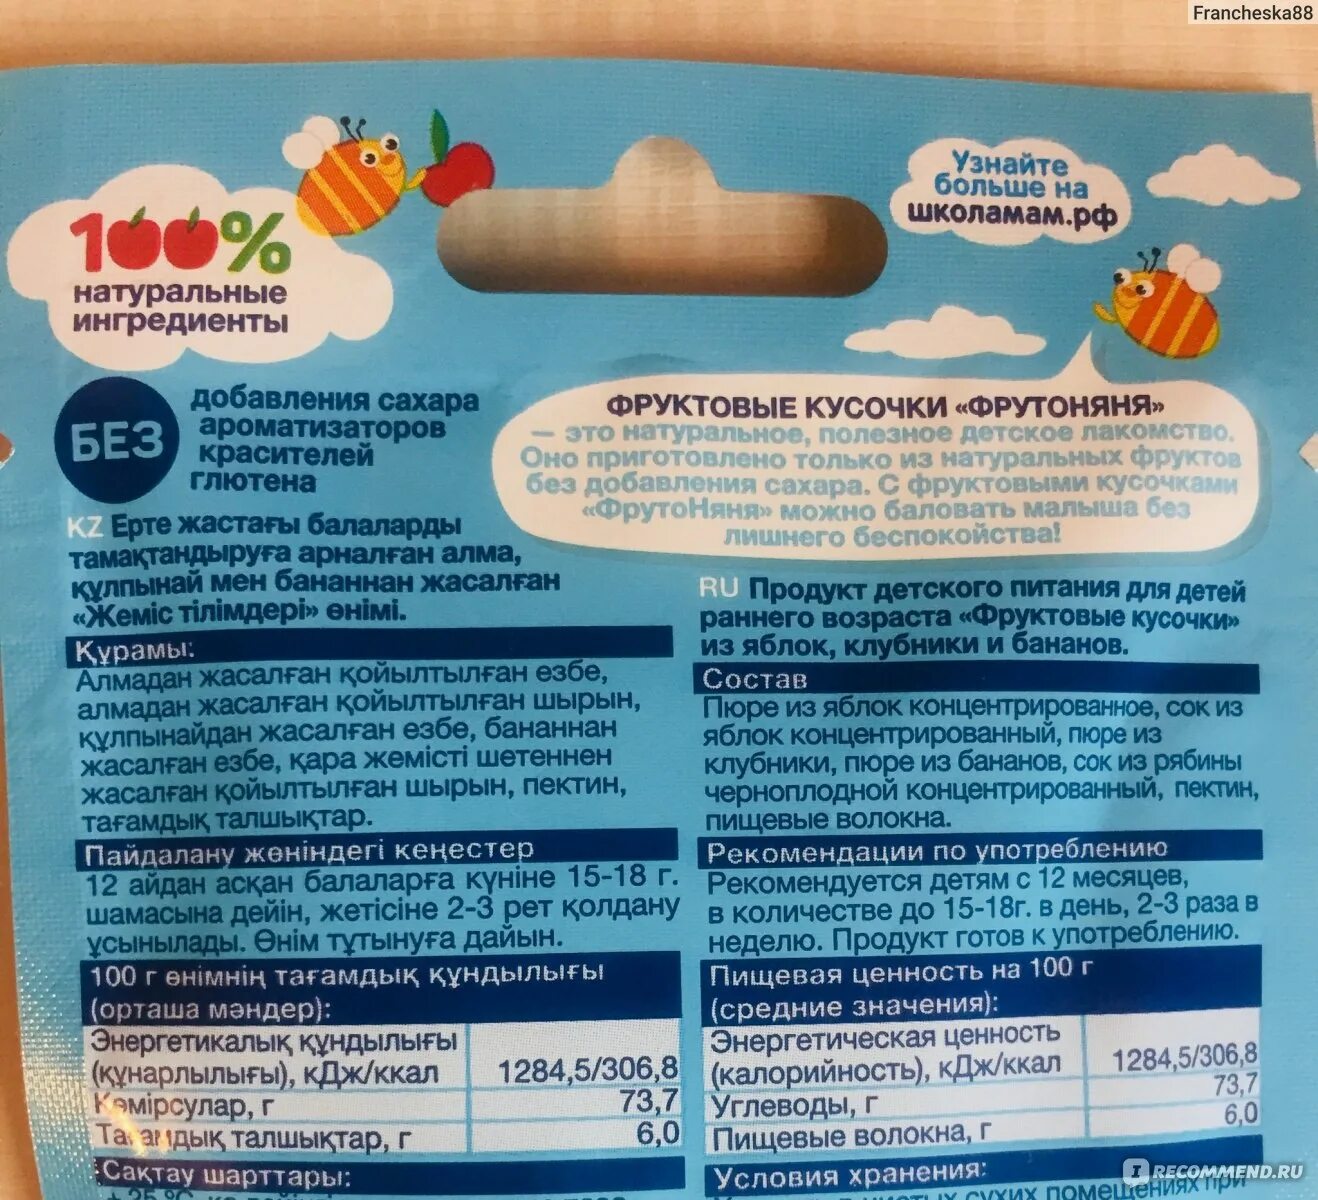 Francheska88
100%
натуральные
ингредиенты
Узнайте
больше на
школамам.рф
БЕЗ
добавления сахара
ароматизаторов
красителей
глютена
ФРУКТОВЫЕ КУСОЧКИ «ФРУТОНЯНЯ»
— это натуральное, полезное детское лакомство.
Оно приготовлено только из натуральных фруктов
без добавления сахара. С фруктовыми кусочками
«ФрутоНяня» можно баловать малыша без
лишнего беспокойства!
KZ Ерте жастағы балаларды
тамақтандыруға арналған алма,
құлпынай мен бананнан жасалған
«Жеміс тілімдері» өнімі.
Құрамы:
Алмадан жасалған қойылтылған езбе,
алмадан жасалған қойылтылған шырын,
құлпынайдан жасалған езбе, бананнан
жасалған езбе, қара жемісті шетеннен
жасалған қойылтылған шырын, пектин,
тағамдық талшықтар.
Пайдалану жөніндегі кеңестер
12 айдан асқан балаларға күніне 15-18 г.
шамасына дейін, жетісіне 2-3 рет қолдану
ұсынылады. Өнім тұтынуға дайын.
100 г өнімнің тағамдық құндылығы
(орташа мәндер):
Энергетикалық құндылығы
(құнарлылығы), кДж/ккал 1284,5/306,8
Көмірсулар, г 73,7
Тағамдық талшықтар, г 6,0
Сақтау шарттары:
RU Продукт детского питания для детей
раннего возраста «Фруктовые кусочки»
из яблок, клубники и бананов.
Состав
Пюре из яблок концентрированное, сок из
яблок концентрированный, пюре из
клубники, пюре из бананов, сок из рябины
черноплодной концентрированный, пектин,
пищевые волокна.
Рекомендации по употреблению
Рекомендуется детям с 12 месяцев,
в количестве до 15-18г. в день, 2-3 раза в
неделю. Продукт готов к употреблению.
Пищевая ценность на 100 г
(средние значения):
Энергетическая ценность
(калорийность), кДж/ккал 1284,5/306,8
Углеводы, г 73,7
Пищевые волокна, г 6,0
Условия хранения:
сухих помещениях при
IRECOMMEND.RU